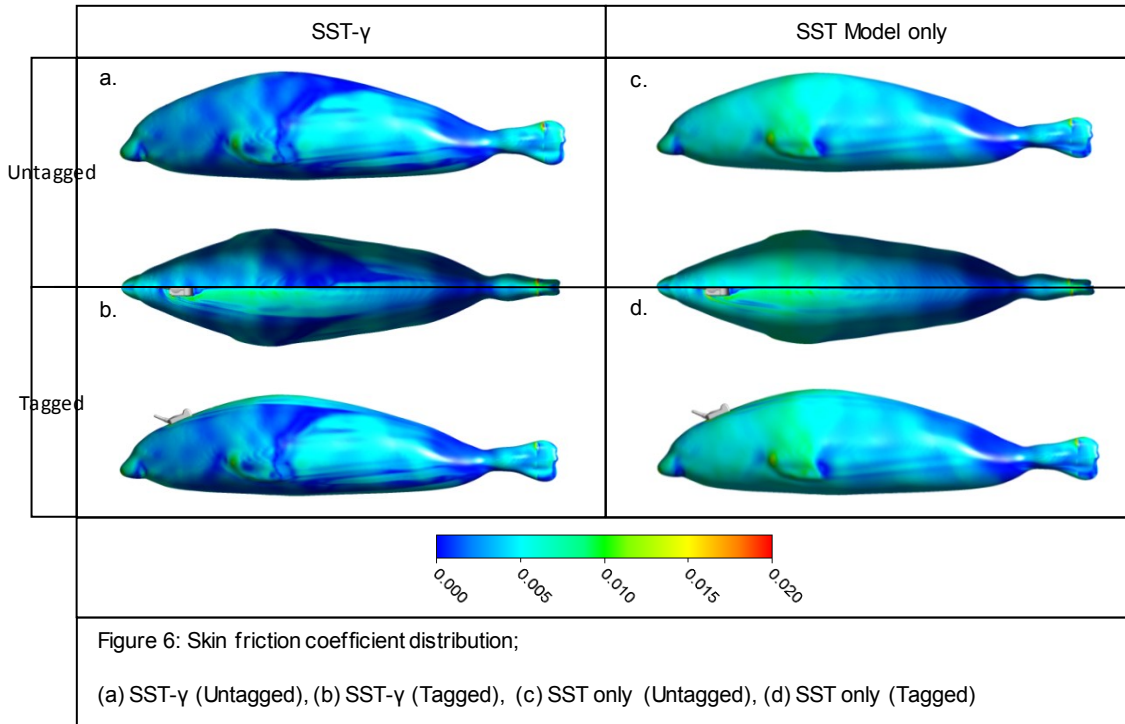 SST-γ
SST Model only
Untagged
a.
c.
b.
d.
Tagged
0.000
0.005
0.010
0.015
0.020
Figure 6: Skin friction coefficient distribution;
(a) SST-γ (Untagged), (b) SST-γ (Tagged), (c) SST only (Untagged), (d) SST only (Tagged)